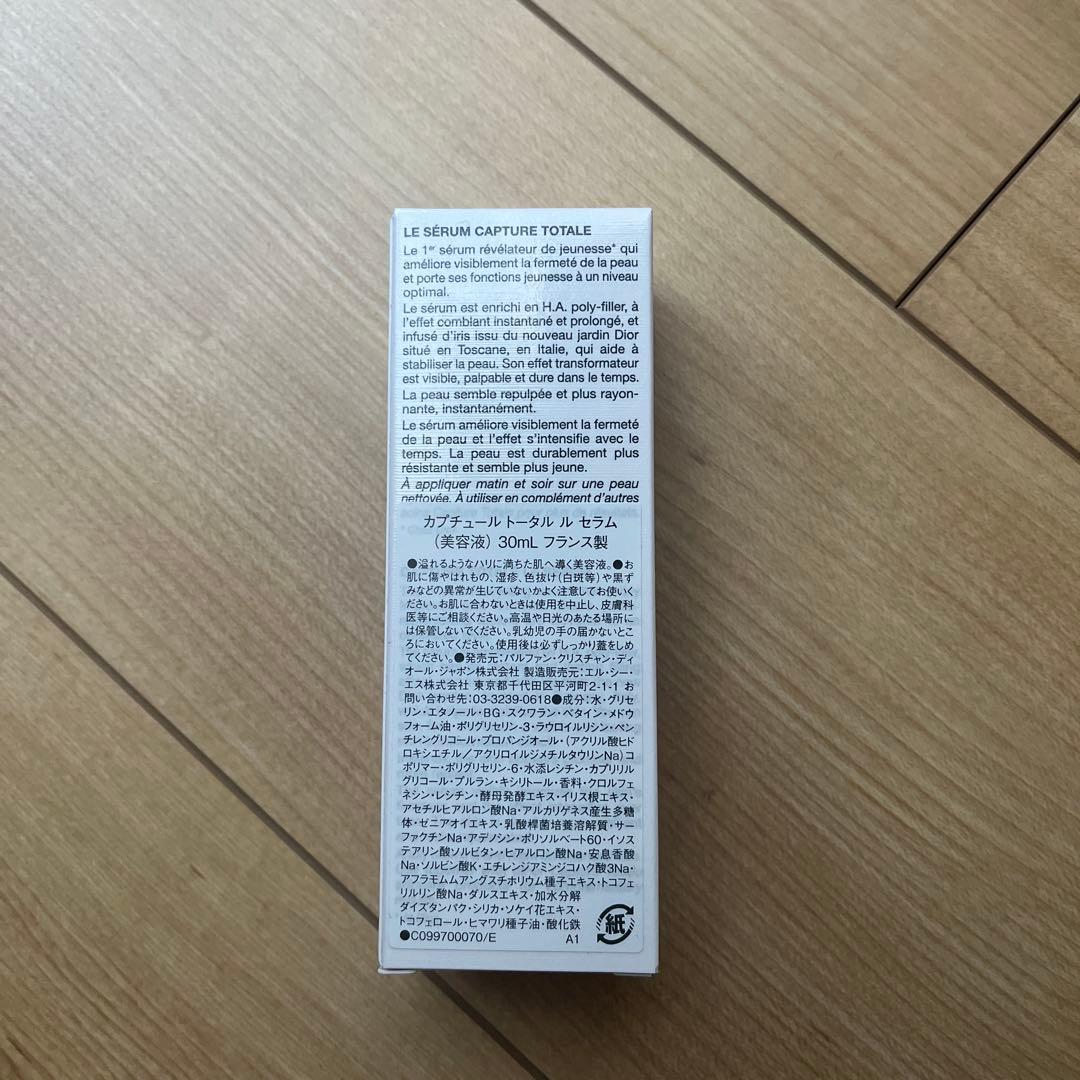 LE SÉRUM CAPTURE TOTALE
Le 1er sérum révélateur de jeunesse* qui
améliore visiblement la fermeté de la peau
et porte ses fonctions jeunesse à un niveau
optimal.
Le sérum est enrichi en H.A. poly-filler, à
l'effet comblant instantané et prolongé, et
infusé d'iris issu du nouveau jardin Dior
situé en Toscane, en Italie, qui aide à
stabiliser la peau. Son effet transformateur
est visible, palpable et dure dans le temps.
La peau semble repulpée et plus rayon-
nante, instantanément.
Le sérum améliore visiblement la fermeté
de la peau et l'effet s'intensifie avec le
temps. La peau est durablement plus
résistante et semble plus jeune.
À appliquer matin et soir sur une peau
nettoyée. À utiliser en complément d'autres
カプチュール トータル ル セラム
(美容液) 30mL フランス製
●溢れるようなハリに満ちた肌へ導く美容液。●お
肌に傷やはれもの、湿疹、色抜け(白斑等)や黒ず
みなどの異常が生じていないかよく注意してお使いく
ださい。お肌に合わないときは使用を中止し、皮膚科
医等にご相談ください。高温や日光のあたる場所に
は保管しないでください。乳幼児の手の届かないとこ
ろにおいてください。使用後は必ずしっかり蓋をしめ
てください。●発売元:パルファン・クリスチャン・ディ
オール・ジャポン株式会社 製造販売元:エル・シー・
エス株式会社 東京都千代田区平河町2-1-1 お
問い合わせ先:03-3239-0618●成分:水・グリセ
リン・エタノール・BG・スクワラン・ベタイン・メドウ
フォーム油・ポリグリセリン-3・ラウロイルリシン・ペン
チレングリコール・プロパンジオール・(アクリル酸ヒド
ロキシエチル/アクリロイルジメチルタウリンNa)コ
ポリマー・ポリグリセリン-6・水添レシチン・カプリリル
グリコール・プルラン・キシリトール・香料・クロルフェ
ネシン・レシチン・酵母発酵エキス・イリス根エキス・
アセチルヒアルロン酸Na・アルカリゲネス産生多糖
体・ゼニアオイエキス・乳酸桿菌培養溶解質・サー
ファクチンNa・アデノシン・ポリソルベート60・イソス
テアリン酸ソルビタン・ヒアルロン酸Na・安息香酸
Na・ソルビン酸K・エチレンジアミンジコハク酸3Na・
アフラモムムアングスチホリウム種子エキス・トコフェ
リルリン酸Na・ダルスエキス・加水分解
ダイズタンパク・シリカ・ソケイ花エキス・
トコフェロール・ヒマワリ種子油・酸化鉄
●C099700070/E A1
紙